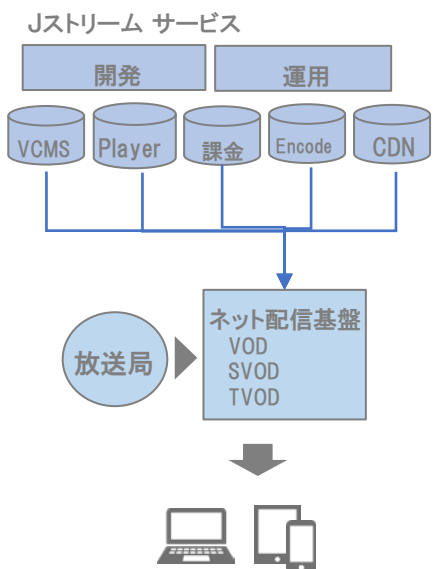 Jストリーム サービス
開発
運用
VCMS
Player
課金
Encode
CDN
ネット配信基盤
VOD
SVOD
TVOD
放送局